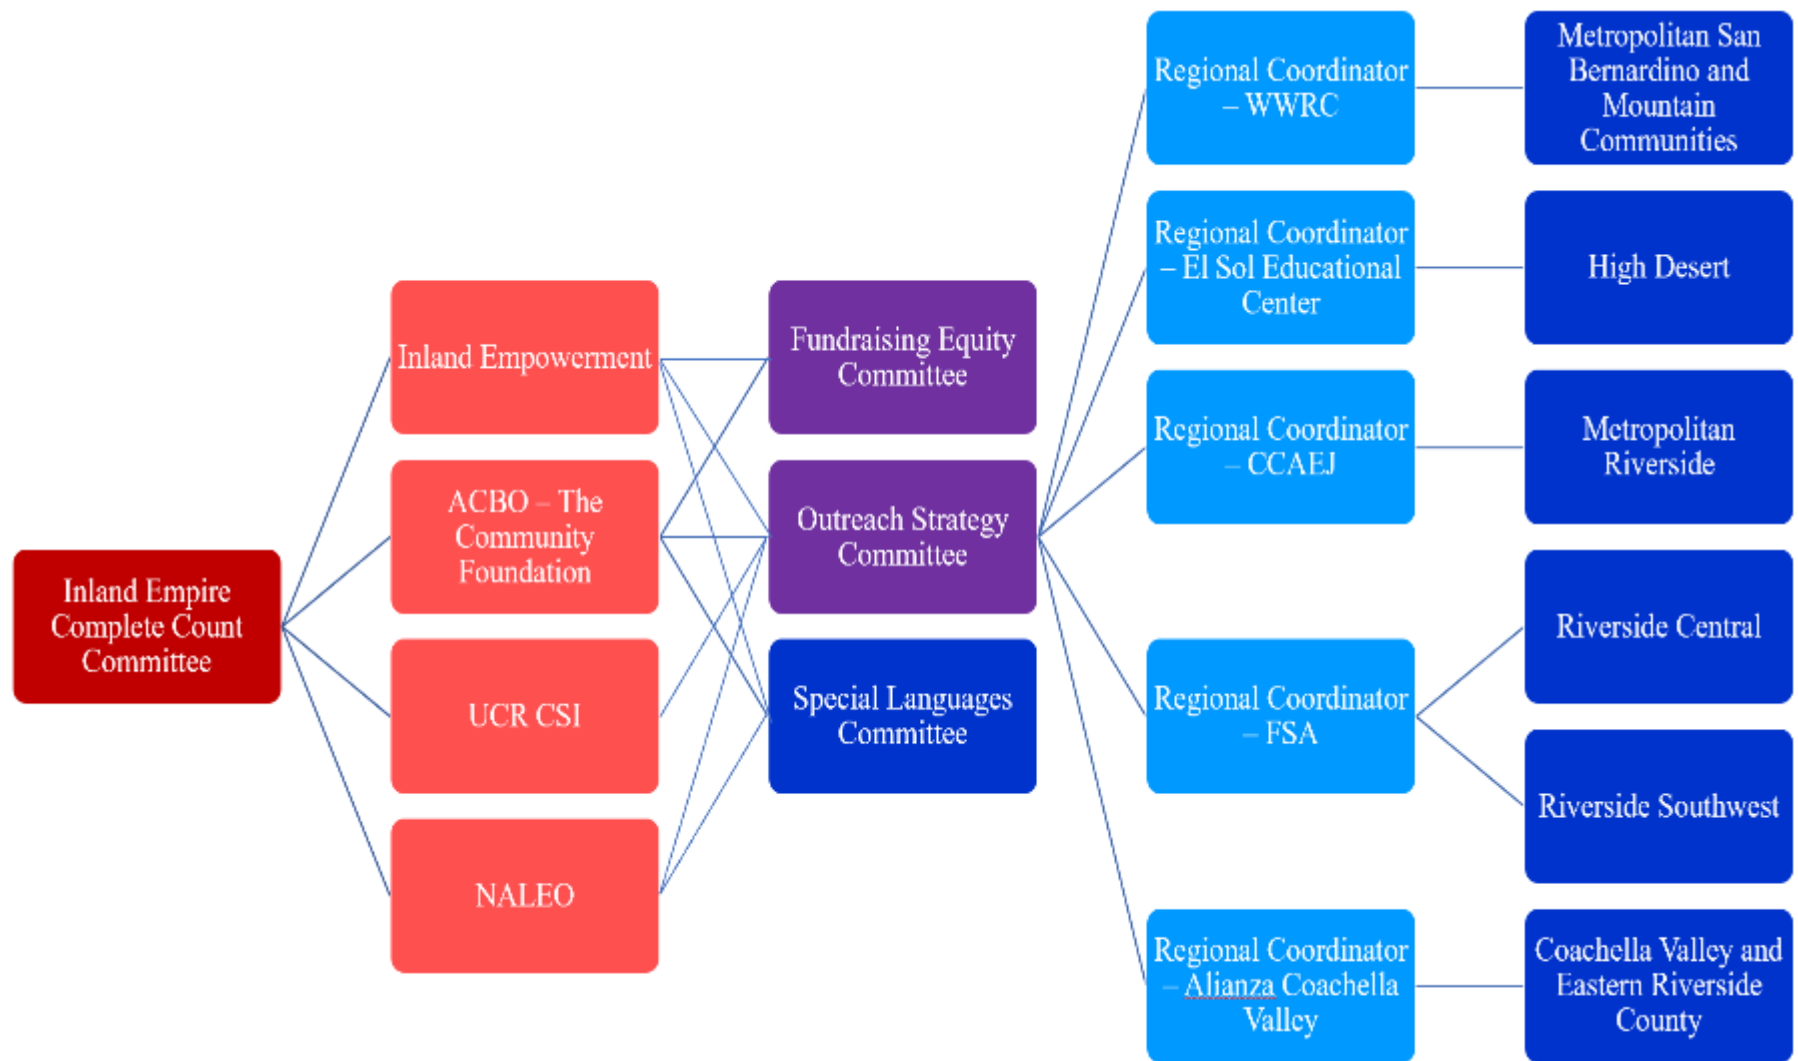 Inland Empire
Complete Count
Committee
Inland Empowerment
ACBO – The
Community
Foundation
UCR CSI
NALEO
Fundraising Equity
Committee
Outreach Strategy
Committee
Special Languages
Committee
Regional Coordinator
– WWRC
Regional Coordinator
– El Sol Educational
Center
Regional Coordinator
– CCAEJ
Regional Coordinator
– FSA
Regional Coordinator
– Alianza Coachella
Valley
Metropolitan San
Bernardino and
Mountain
Communities
High Desert
Metropolitan
Riverside
Riverside Central
Riverside Southwest
Coachella Valley and
Eastern Riverside
County